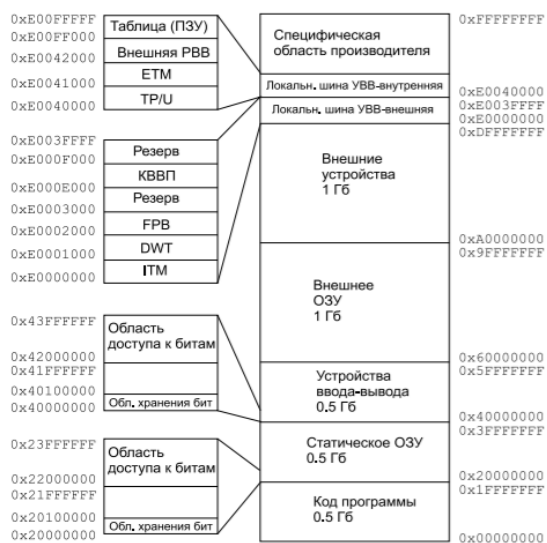 0xE00FFFFF
Таблица (ПЗУ)
0xE00FF000
Внешняя РВВ
0xE0042000
ETM
0xE0041000
TP/U
0xE0040000
0xE003FFFF
Резерв
0xE000F000
КВВП
0xE000E000
Резерв
0xE0003000
FPB
0xE0002000
DWT
0xE0001000
ITM
0xE0000000
0x43FFFFFF
Область
доступа к битам
0x42000000
0x41FFFFFF
0x40100000
Обл. хранения бит
0x40000000
0x23FFFFFF
Область
доступа к битам
0x22000000
0x21FFFFFF
0x20100000
Обл. хранения бит
0x20000000
0xFFFFFFFF
Специфическая
область производителя
Локальн. шина УВВ-внутренняя
0xE0040000
0xE003FFFF
Локальн. шина УВВ-внешняя
0xE0000000
0xDFFFFFFF
Внешние
устройства
1 Гб
0xA0000000
0x9FFFFFFF
Внешнее
ОЗУ
1 Гб
0x60000000
0x5FFFFFFF
Устройства
ввода-вывода
0.5 Гб
0x40000000
0x3FFFFFFF
Статическое ОЗУ
0.5 Гб
0x20000000
0x1FFFFFFF
Код программы
0.5 Гб
0x00000000